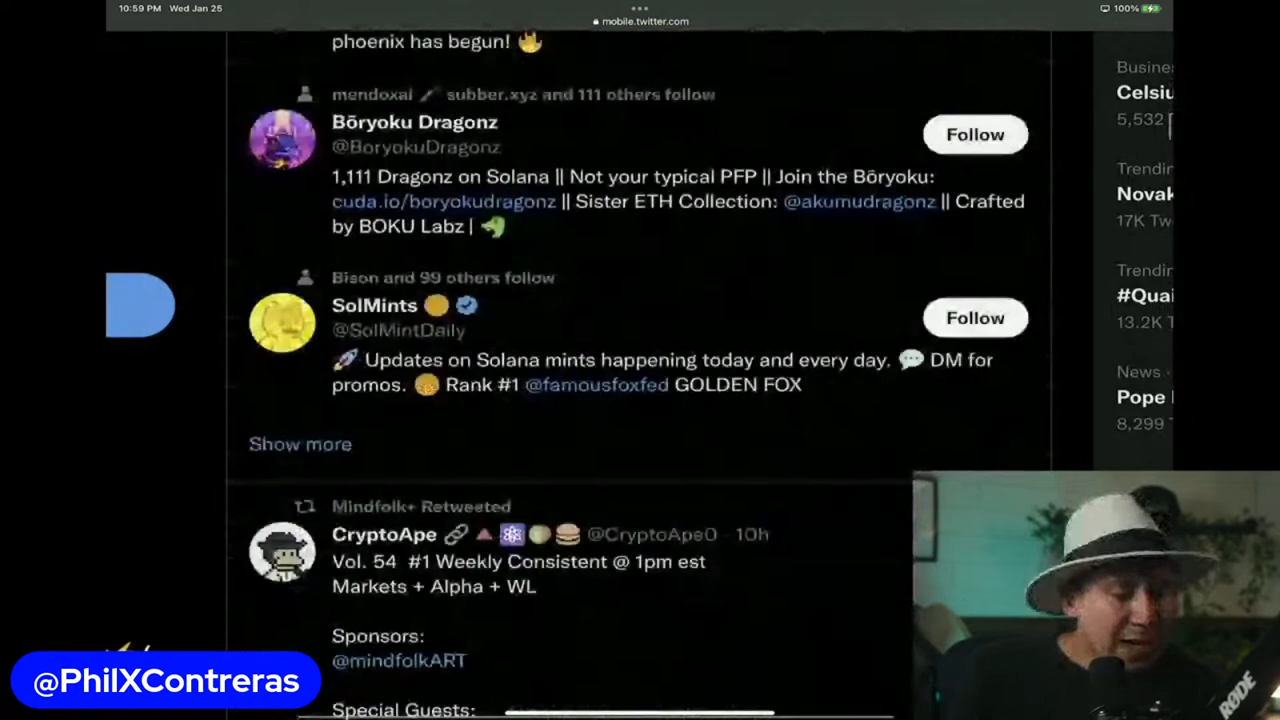 10:59 PM Wed Jan 25
100%
mobile.twitter.com
phoenix has begun! 🔥
mendoxal 🗡 subber.xyz and 111 others follow
Bōryoku Dragonz
@BoryokuDragonz
Follow
1,111 Dragonz on Solana || Not your typical PFP || Join the Bōryoku:
cuda.io/boryokudragonz || Sister ETH Collection: @akumudragonz || Crafted
by BOKU Labz | 🐲
Bison and 99 others follow
SolMints
@SolMintDaily
Follow
🚀 Updates on Solana mints happening today and every day. 💬 DM for
promos. Rank #1 @famousfoxfed GOLDEN FOX
Show more
Mindfolk+ Retweeted
CryptoApe 🔗🔺⚛🍈🍔 @CryptoApe0 · 10h
Vol. 54 #1 Weekly Consistent @ 1pm est
Markets + Alpha + WL
Sponsors:
@mindfolkART
Special Guests:
Busine
Celsiu
5,532
Trending
Novak
17K Tw
Trendin
#Quai
13.2K T
News ·
Pope
8,299 T
@PhilXContreras
RØDE